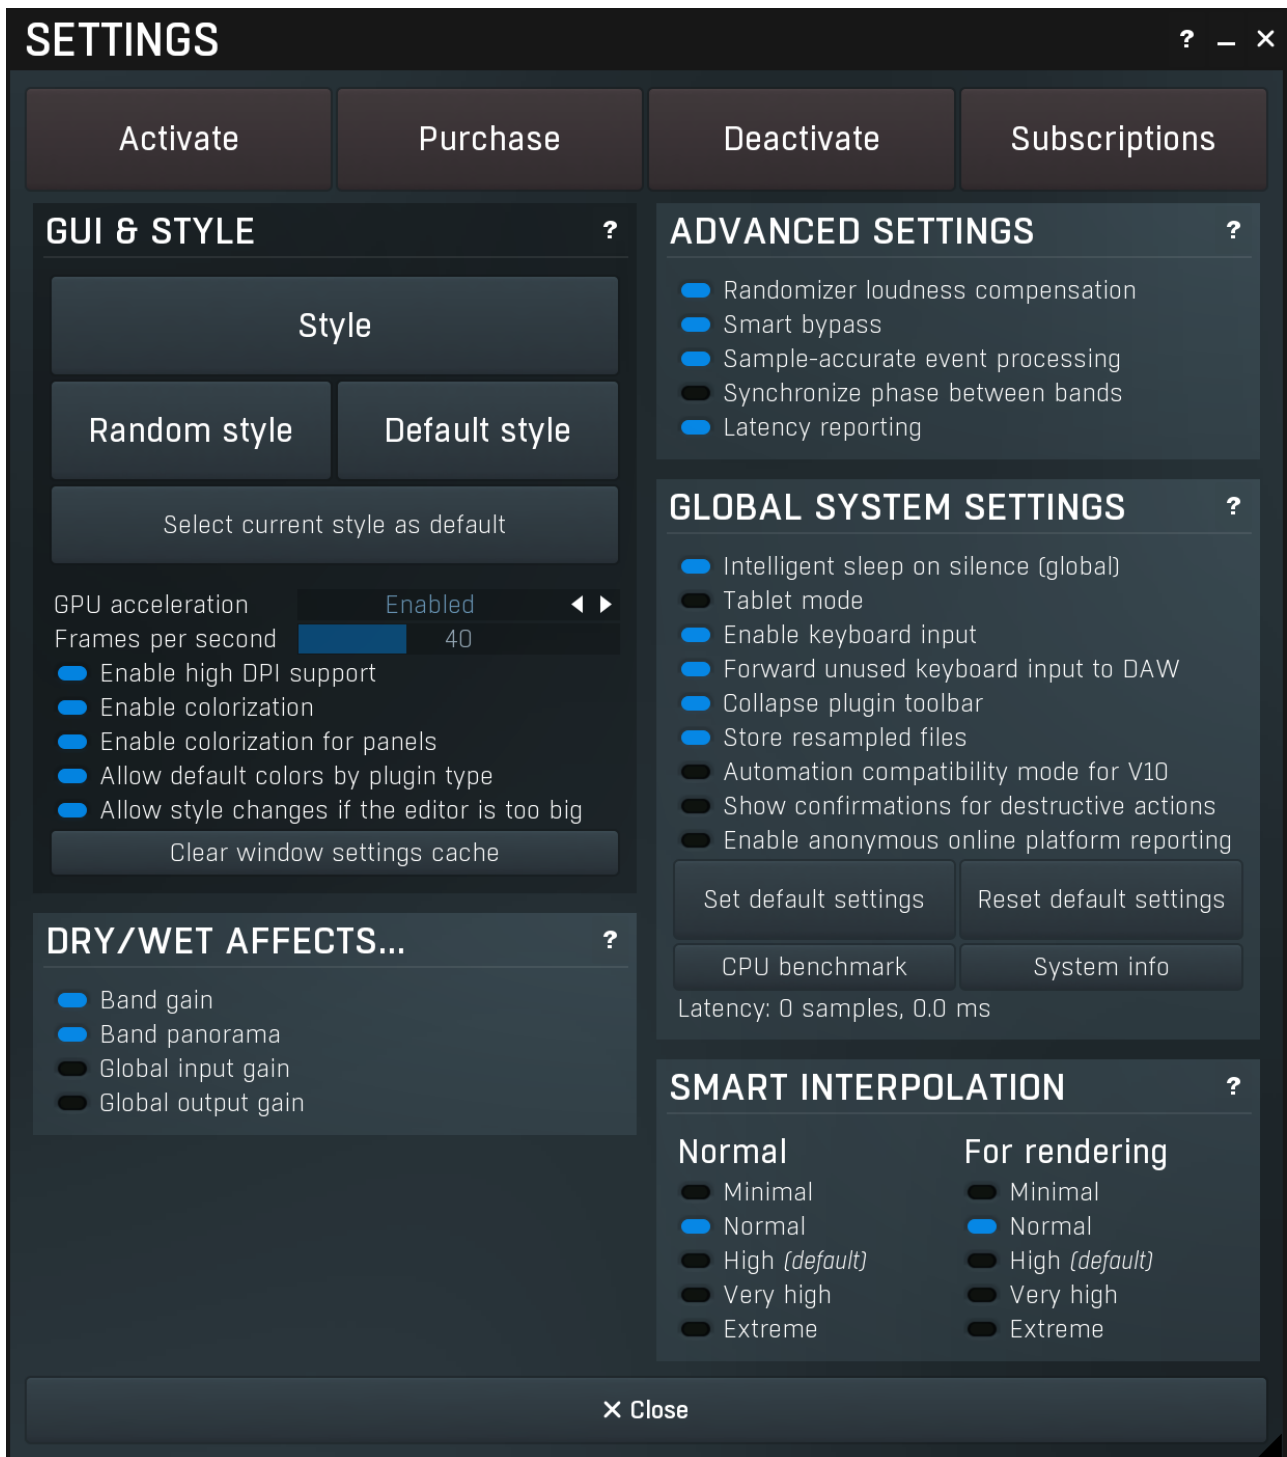 SETTINGS ? _ ×
Activate Purchase Deactivate Subscriptions
GUI & STYLE ?
Style
Random style Default style
Select current style as default
GPU acceleration Enabled
Frames per second 40
Enable high DPI support
Enable colorization
Enable colorization for panels
Allow default colors by plugin type
Allow style changes if the editor is too big
Clear window settings cache
DRY/WET AFFECTS... ?
Band gain
Band panorama
Global input gain
Global output gain
ADVANCED SETTINGS ?
Randomizer loudness compensation
Smart bypass
Sample-accurate event processing
Synchronize phase between bands
Latency reporting
GLOBAL SYSTEM SETTINGS ?
Intelligent sleep on silence (global)
Tablet mode
Enable keyboard input
Forward unused keyboard input to DAW
Collapse plugin toolbar
Store resampled files
Automation compatibility mode for V10
Show confirmations for destructive actions
Enable anonymous online platform reporting
Set default settings Reset default settings
CPU benchmark System info
Latency: 0 samples, 0.0 ms
SMART INTERPOLATION ?
Normal
Minimal
Normal
High (default)
Very high
Extreme
For rendering
Minimal
Normal
High (default)
Very high
Extreme
× Close